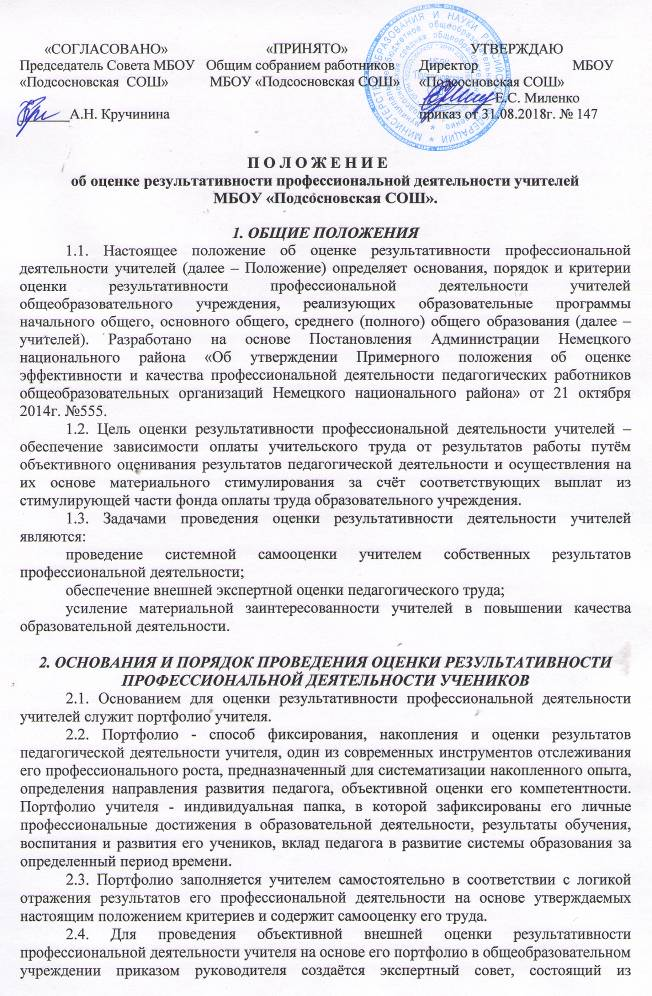 «СОГЛАСОВАНО» «ПРИНЯТО» УТВЕРЖДАЮ
Председатель Совета МБОУ Общим собранием работников Директор МБОУ
«Подсосновская СОШ» МБОУ «Подсосновская СОШ» «Подсосновская СОШ»
Е.С. Миленко
А.Н. Кручинина приказ от 31.08.2018г. № 147
П О Л О Ж Е Н И Е
об оценке результативности профессиональной деятельности учителей
МБОУ «Подсосновская СОШ».
1. ОБЩИЕ ПОЛОЖЕНИЯ
1.1. Настоящее положение об оценке результативности профессиональной
деятельности учителей (далее – Положение) определяет основания, порядок и критерии
оценки результативности профессиональной деятельности учителей
общеобразовательного учреждения, реализующих образовательные программы
начального общего, основного общего, среднего (полного) общего образования (далее –
учителей). Разработано на основе Постановления Администрации Немецкого
национального района «Об утверждении Примерного положения об оценке
эффективности и качества профессиональной деятельности педагогических работников
общеобразовательных организаций Немецкого национального района» от 21 октября
2014г. №555.
1.2. Цель оценки результативности профессиональной деятельности учителей –
обеспечение зависимости оплаты учительского труда от результатов работы путём
объективного оценивания результатов педагогической деятельности и осуществления на
их основе материального стимулирования за счёт соответствующих выплат из
стимулирующей части фонда оплаты труда образовательного учреждения.
1.3. Задачами проведения оценки результативности деятельности учителей
являются:
проведение системной самооценки учителем собственных результатов
профессиональной деятельности;
обеспечение внешней экспертной оценки педагогического труда;
усиление материальной заинтересованности учителей в повышении качества
образовательной деятельности.
2. ОСНОВАНИЯ И ПОРЯДОК ПРОВЕДЕНИЯ ОЦЕНКИ РЕЗУЛЬТАТИВНОСТИ
ПРОФЕССИОНАЛЬНОЙ ДЕЯТЕЛЬНОСТИ УЧЕНИКОВ
2.1. Основанием для оценки результативности профессиональной деятельности
учителей служит портфолио учителя.
2.2. Портфолио - способ фиксирования, накопления и оценки результатов
педагогической деятельности учителя, один из современных инструментов отслеживания
его профессионального роста, предназначенный для систематизации накопленного опыта,
определения направления развития педагога, объективной оценки его компетентности.
Портфолио учителя - индивидуальная папка, в которой зафиксированы его личные
профессиональные достижения в образовательной деятельности, результаты обучения,
воспитания и развития его учеников, вклад педагога в развитие системы образования за
определенный период времени.
2.3. Портфолио заполняется учителем самостоятельно в соответствии с логикой
отражения результатов его профессиональной деятельности на основе утверждаемых
настоящим положением критериев и содержит самооценку его труда.
2.4. Для проведения объективной внешней оценки результативности
профессиональной деятельности учителя на основе его портфолио в общеобразовательном
учреждении приказом руководителя создаётся экспертный совет, состоящий из